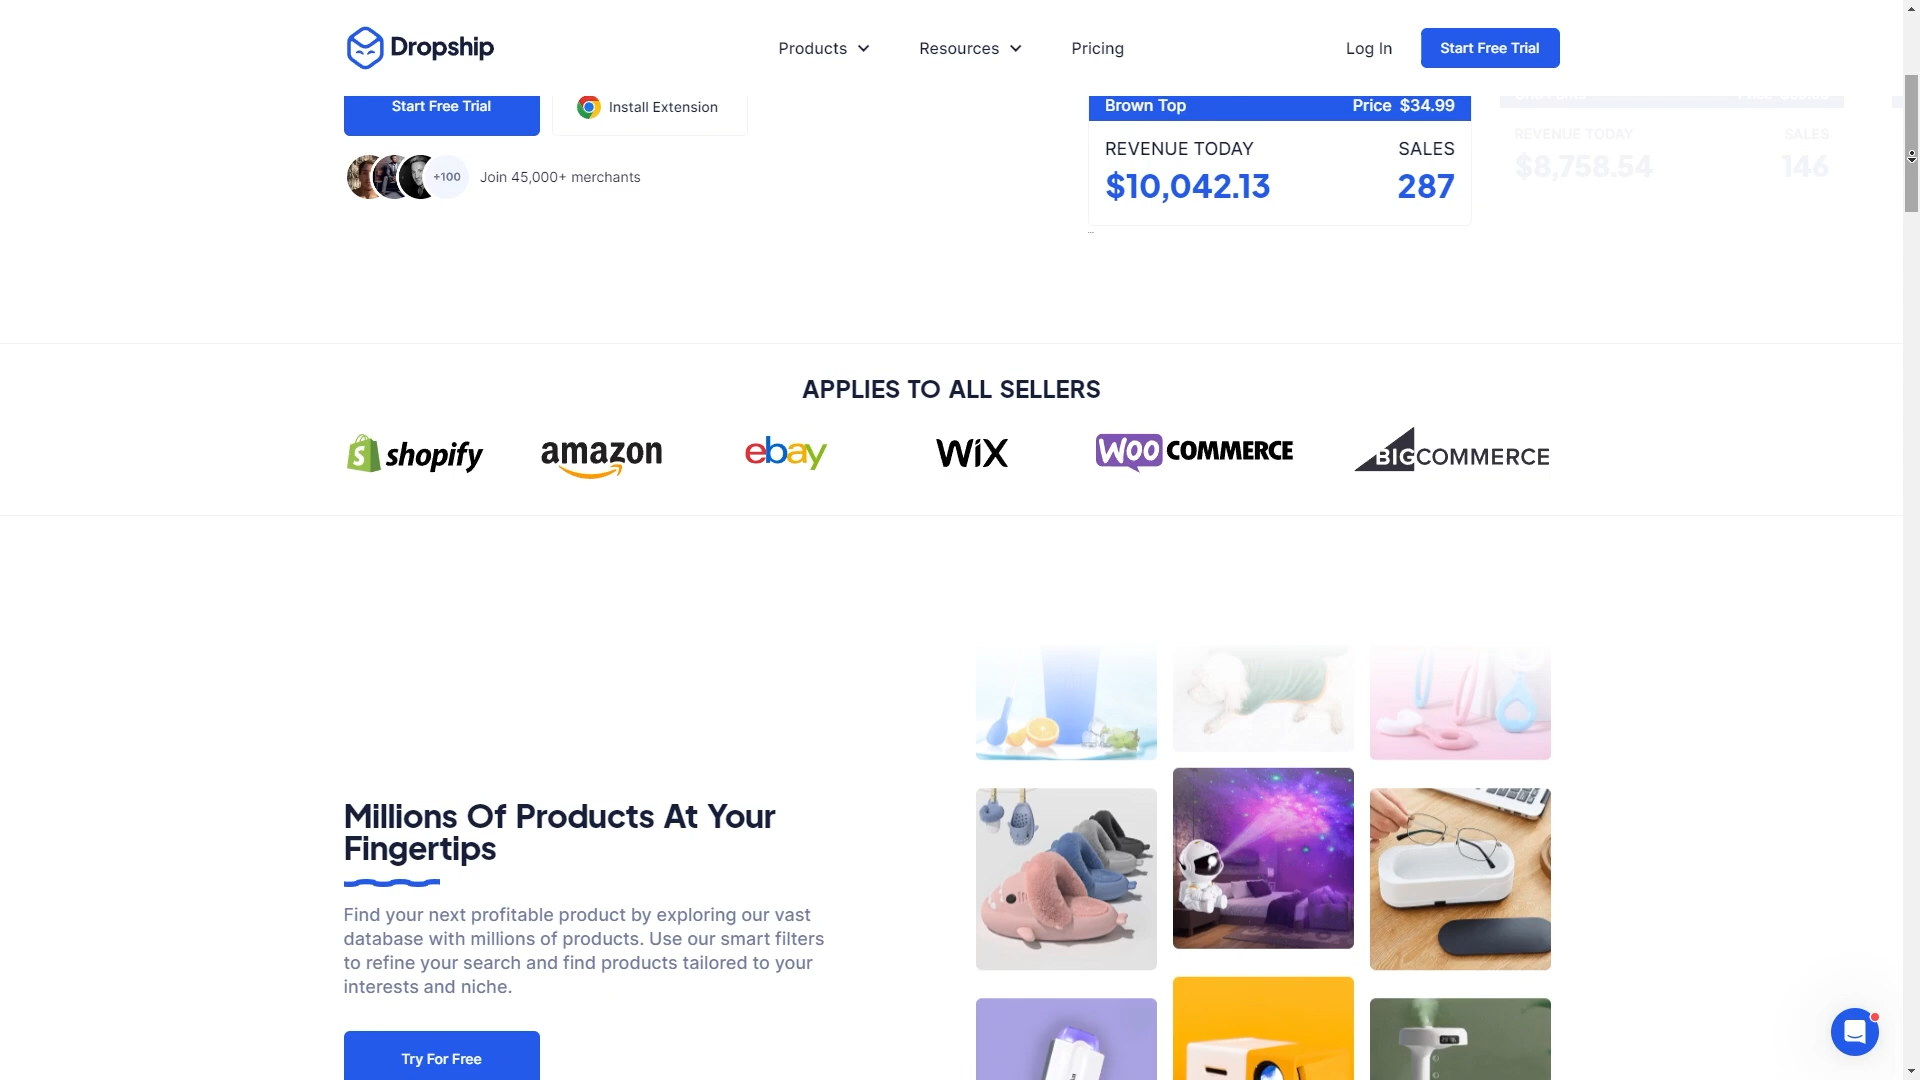 Dropship
Products
Resources
Pricing
Log In
Start Free Trial
Start Free Trial
Install Extension
+100
Join 45,000+ merchants
Brown Top
Price $34.99
REVENUE TODAY
SALES
$10,042.13
287
REVENUE TODAY
SALES
$8,758.54
146
APPLIES TO ALL SELLERS
shopify
amazon
ebay
WiX
WOO COMMERCE
BIGCOMMERCE
Millions Of Products At Your
Fingertips
Find your next profitable product by exploring our vast
database with millions of products. Use our smart filters
to refine your search and find products tailored to your
interests and niche.
Try For Free